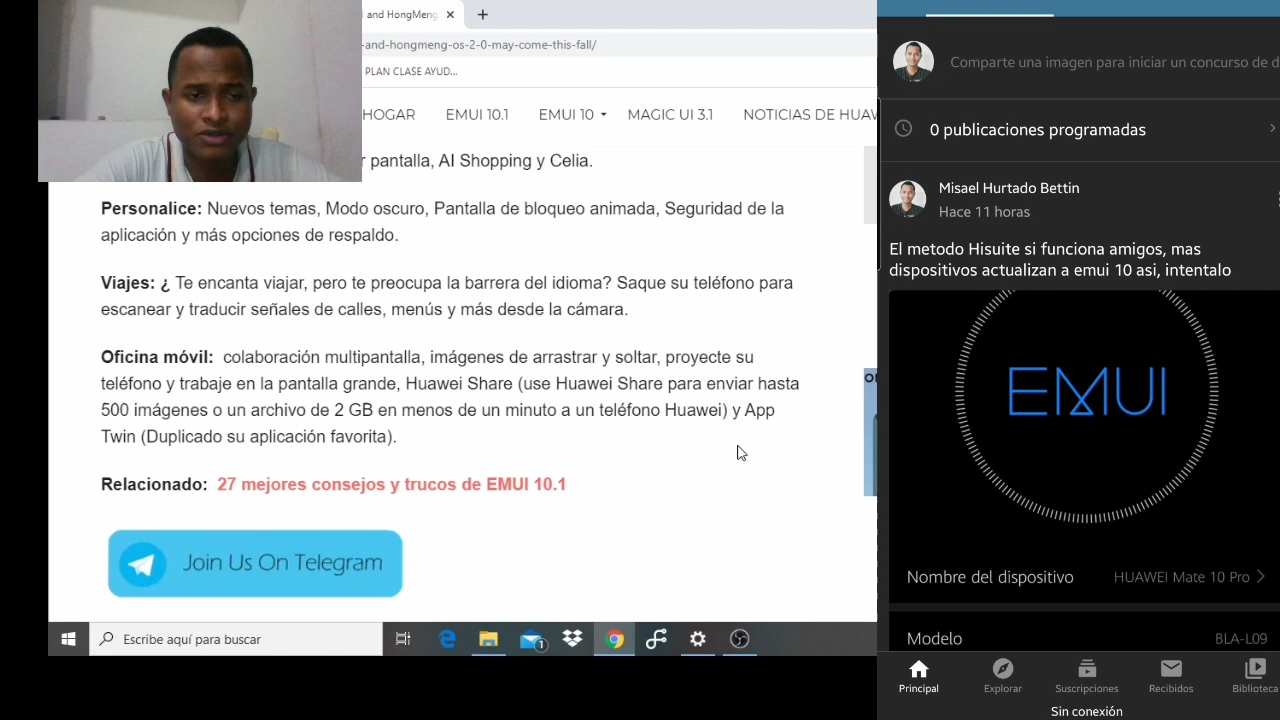 and HongMeng
-and-hongmeng-os-2-0-may-come-this-fall/
PLAN CLASE AYUD...
HOGAR EMUI 10.1 EMUI 10 MAGIC UI 3.1 NOTICIAS DE HUAW
r pantalla, AI Shopping y Celia.
Personalice: Nuevos temas, Modo oscuro, Pantalla de bloqueo animada, Seguridad de la
aplicación y más opciones de respaldo.
Viajes: ¿ Te encanta viajar, pero te preocupa la barrera del idioma? Saque su teléfono para
escanear y traducir señales de calles, menús y más desde la cámara.
Oficina móvil: colaboración multipantalla, imágenes de arrastrar y soltar, proyecte su
teléfono y trabaje en la pantalla grande, Huawei Share (use Huawei Share para enviar hasta
500 imágenes o un archivo de 2 GB en menos de un minuto a un teléfono Huawei) y App
Twin (Duplicado su aplicación favorita).
Relacionado: 27 mejores consejos y trucos de EMUI 10.1
Join Us On Telegram
Escribe aquí para buscar
1
Comparte una imagen para iniciar un concurso de d
0 publicaciones programadas
Misael Hurtado Bettin
Hace 11 horas
El metodo Hisuite si funciona amigos, mas
dispositivos actualizan a emui 10 asi, intentalo
EMUI
Nombre del dispositivo HUAWEI Mate 10 Pro
Modelo BLA-L09
Principal Explorar Suscripciones Recibidos Biblioteca
Sin conexión